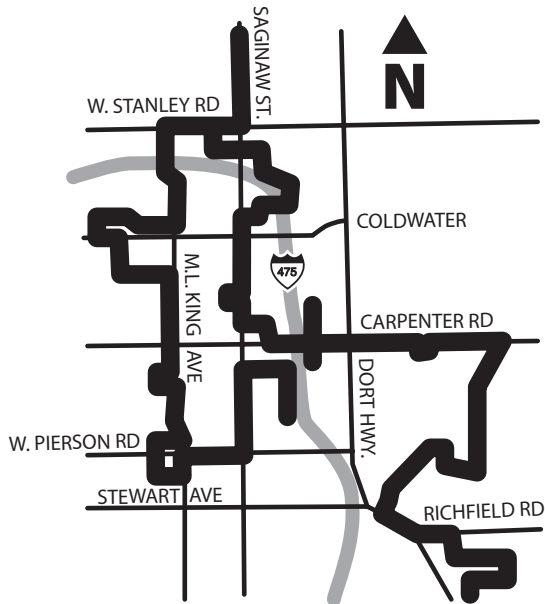 SAGINAW ST.
N
W. STANLEY RD
COLDWATER
475
M.L. KING AVE
CARPENTER RD
DORT HWY.
W. PIERSON RD
STEWART AVE
RICHFIELD RD